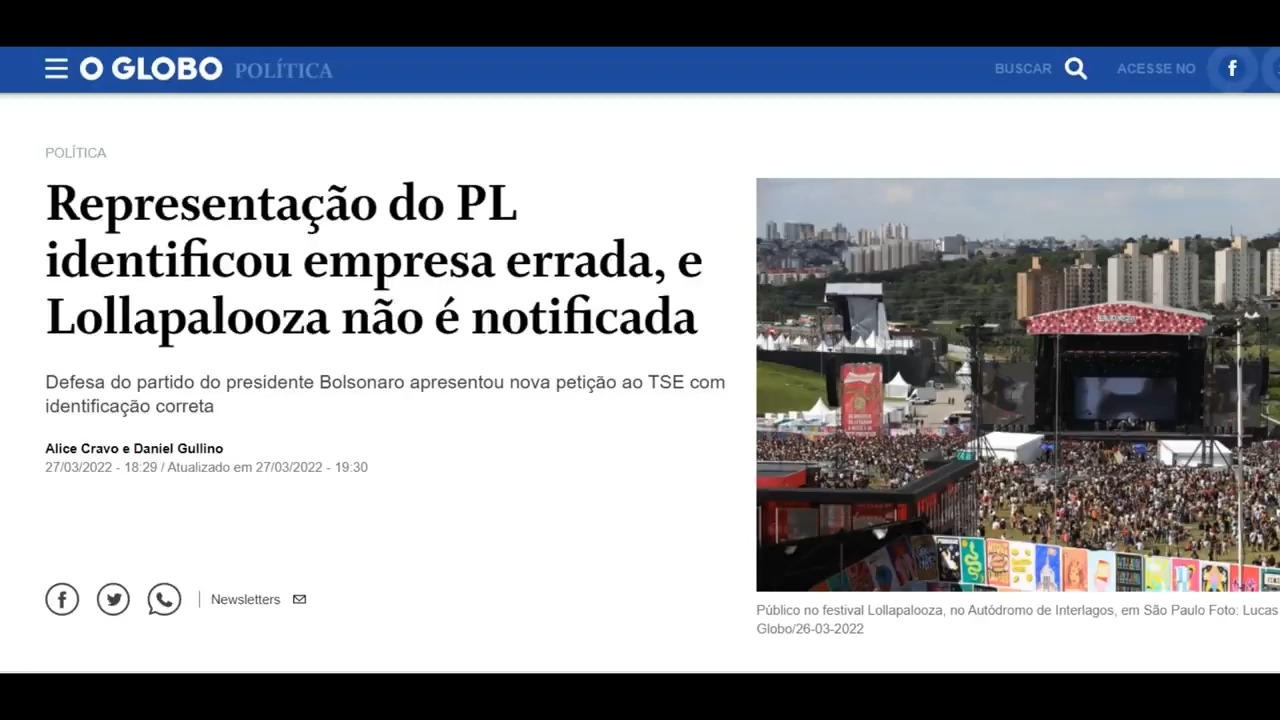 O GLOBO POLÍTICA BUSCAR ACESSE NO
POLÍTICA
Representação do PL
identificou empresa errada, e
Lollapalooza não é notificada
Defesa do partido do presidente Bolsonaro apresentou nova petição ao TSE com
identificação correta
Alice Cravo e Daniel Gullino
27/03/2022 - 18:29 / Atualizado em 27/03/2022 - 19:30
Newsletters
Público no festival Lollapalooza, no Autódromo de Interlagos, em São Paulo Foto: Lucas
Globo/26-03-2022